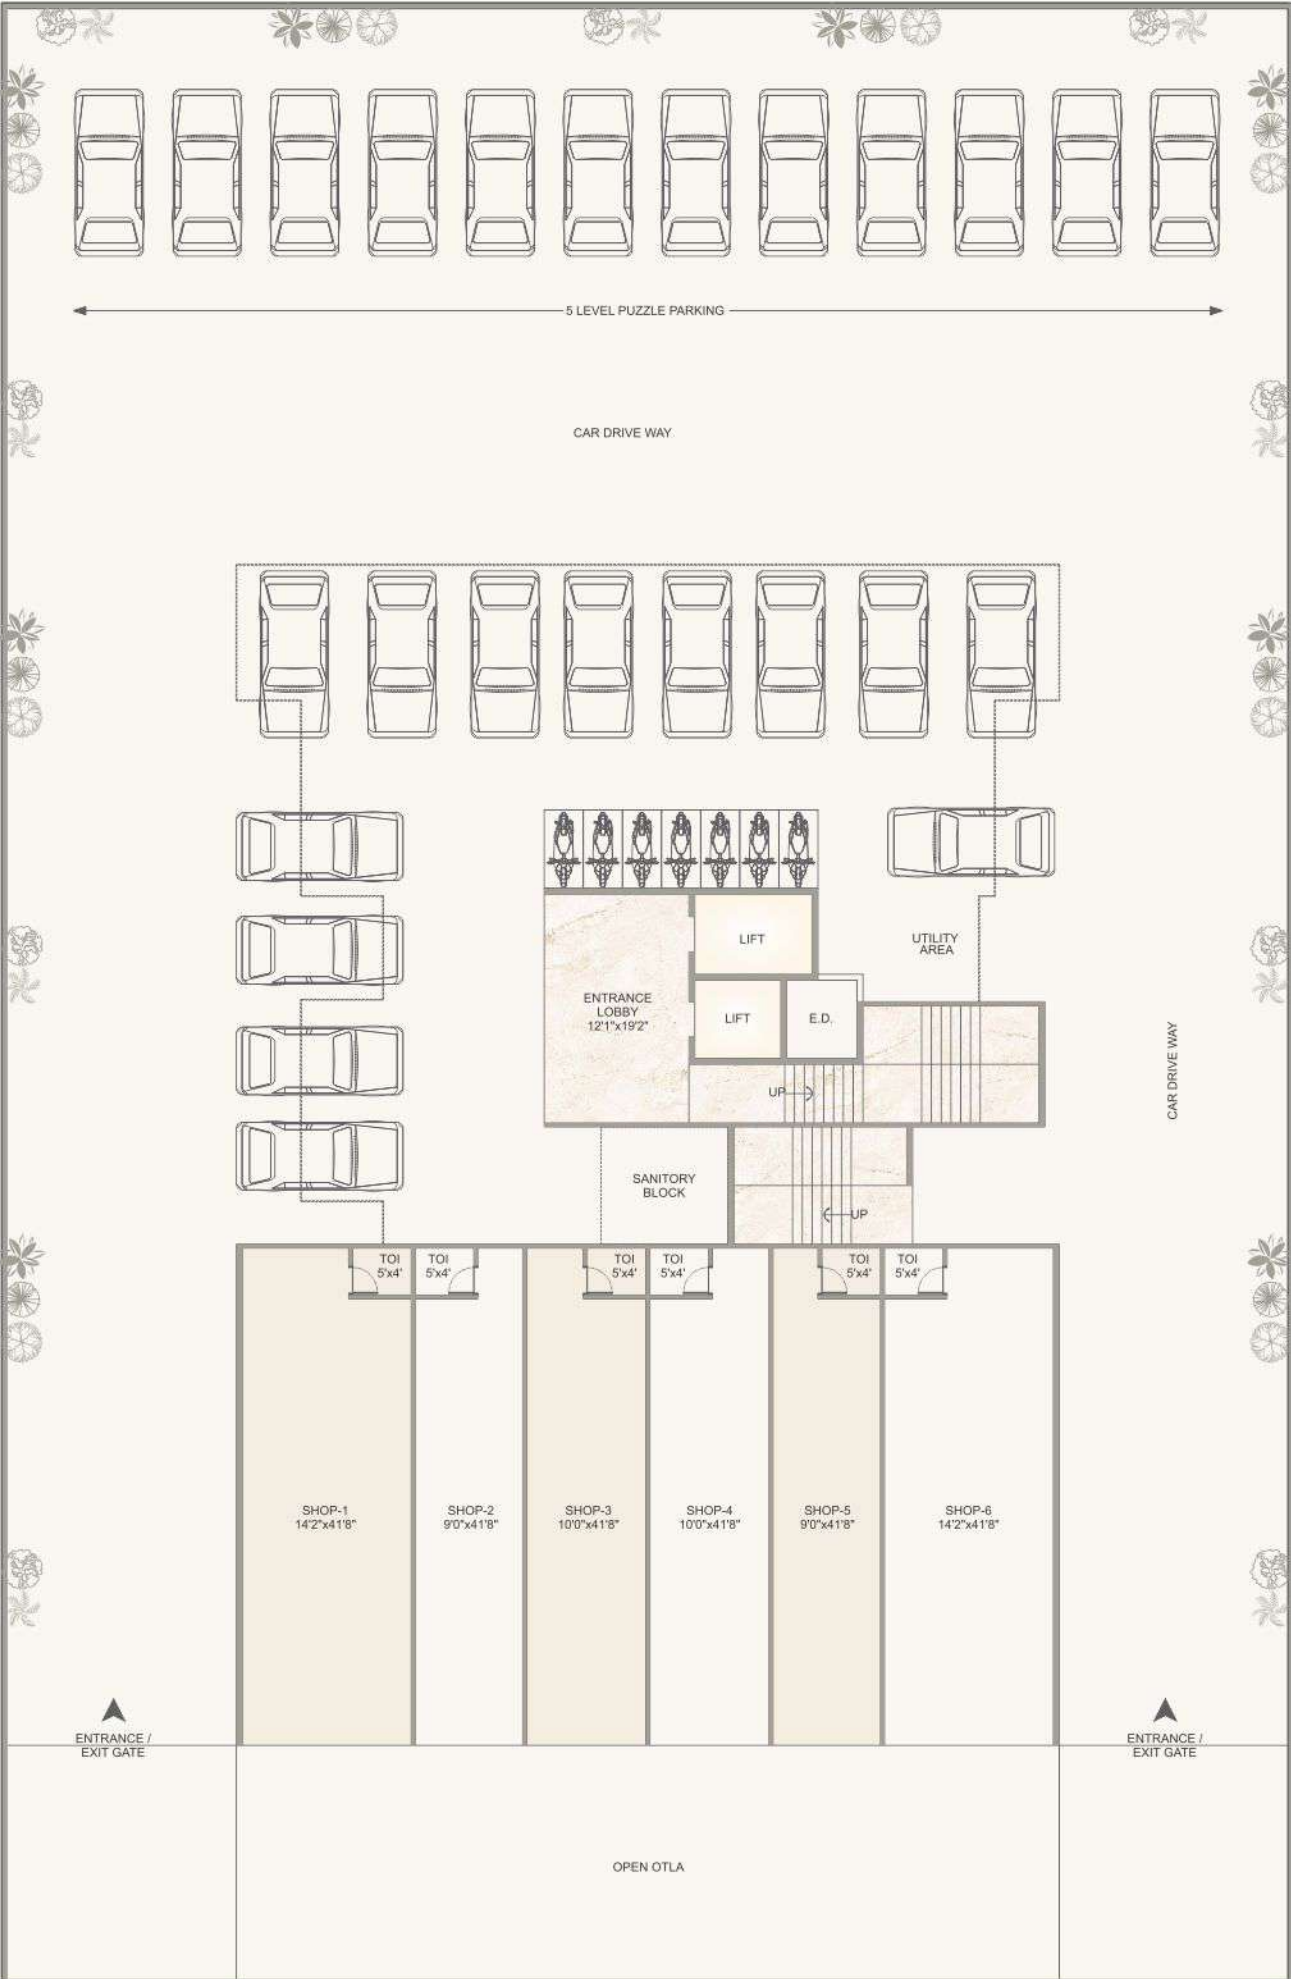 5 LEVEL PUZZLE PARKING
CAR DRIVE WAY
LIFT
UTILITY
AREA
ENTRANCE
LOBBY
12'1"x19'2"
LIFT
E.D.
CAR DRIVE WAY
UP
SANITORY
BLOCK
UP
TOI
5'x4'
TOI
5'x4'
TOI
5'x4'
TOI
5'x4'
TOI
5'x4'
TOI
5'x4'
SHOP-1
14'2"x41'8"
SHOP-2
9'0"x41'8"
SHOP-3
10'0"x41'8"
SHOP-4
10'0"x41'8"
SHOP-5
9'0"x41'8"
SHOP-6
14'2"x41'8"
ENTRANCE /
EXIT GATE
ENTRANCE /
EXIT GATE
OPEN OTLA